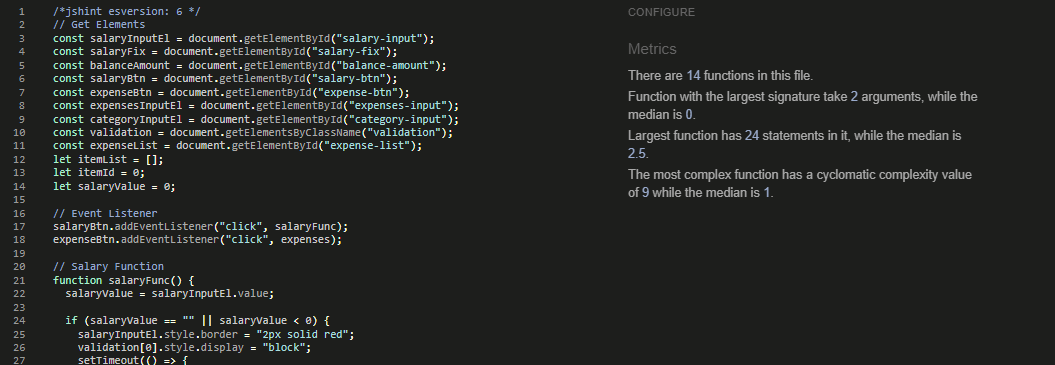 1 /*jshint esversion: 6 */
2 // Get Elements
3 const salaryInputEl = document.getElementById("salary-input");
4 const salaryFix = document.getElementById("salary-fix");
5 const balanceAmount = document.getElementById("balance-amount");
6 const salaryBtn = document.getElementById("salary-btn");
7 const expenseBtn = document.getElementById("expense-btn");
8 const expensesInputEl = document.getElementById("expenses-input");
9 const categoryInputEl = document.getElementById("category-input");
10 const validation = document.getElementsByClassName("validation");
11 const expenseList = document.getElementById("expense-list");
12 let itemList = [];
13 let itemId = 0;
14 let salaryValue = 0;
15
16 // Event Listener
17 salaryBtn.addEventListener("click", salaryFunc);
18 expenseBtn.addEventListener("click", expenses);
19
20 // Salary Function
21 function salaryFunc() {
22 salaryValue = salaryInputEl.value;
23
24 if (salaryValue == "" || salaryValue < 0) {
25 salaryInputEl.style.border = "2px solid red";
26 validation[0].style.display = "block";
27 setTimeout(() => {
CONFIGURE
Metrics
There are 14 functions in this file.
Function with the largest signature take 2 arguments, while the
median is 0.
Largest function has 24 statements in it, while the median is
2.5.
The most complex function has a cyclomatic complexity value
of 9 while the median is 1.